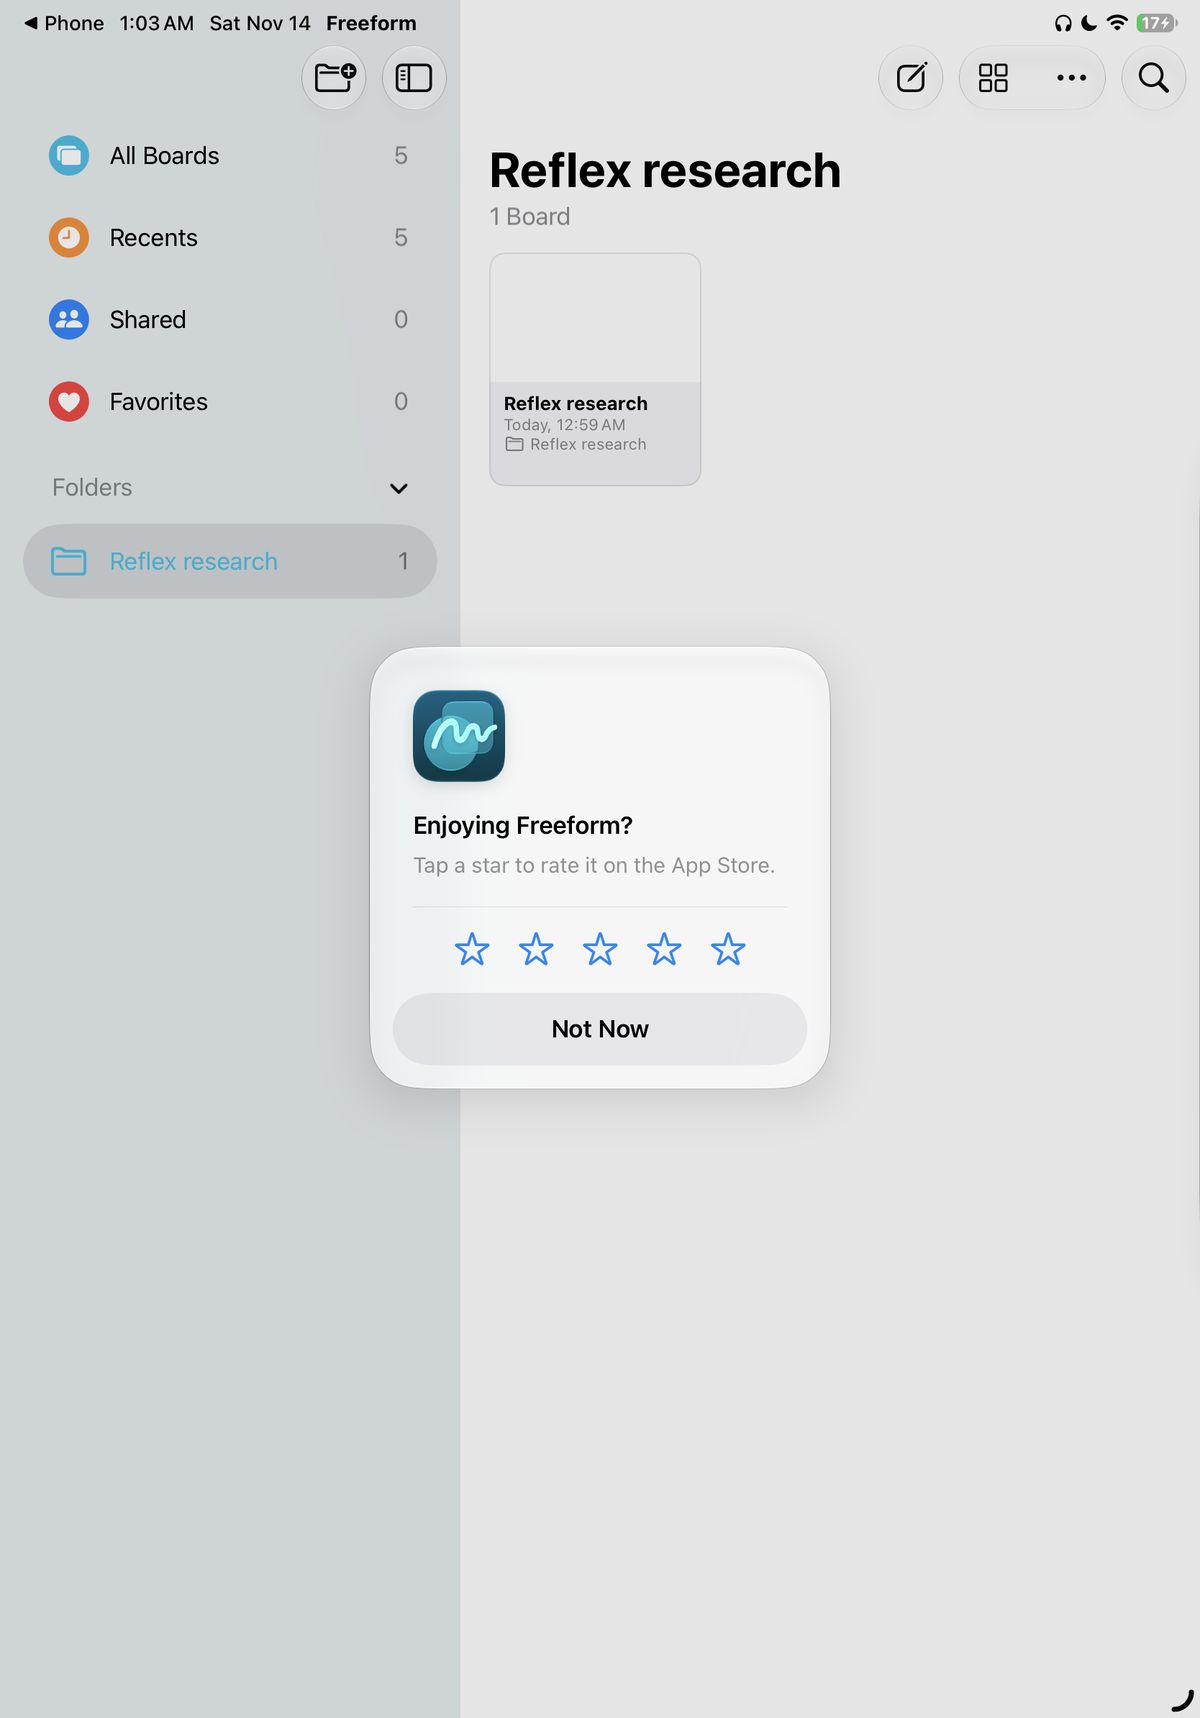 ◀ Phone 1:03 AM Sat Nov 14 Freeform
17
All Boards 5
Recents 5
Shared 0
Favorites 0
Folders
Reflex research 1
Reflex research
1 Board
Reflex research
Today, 12:59 AM
Reflex research
Enjoying Freeform?
Tap a star to rate it on the App Store.
Not Now